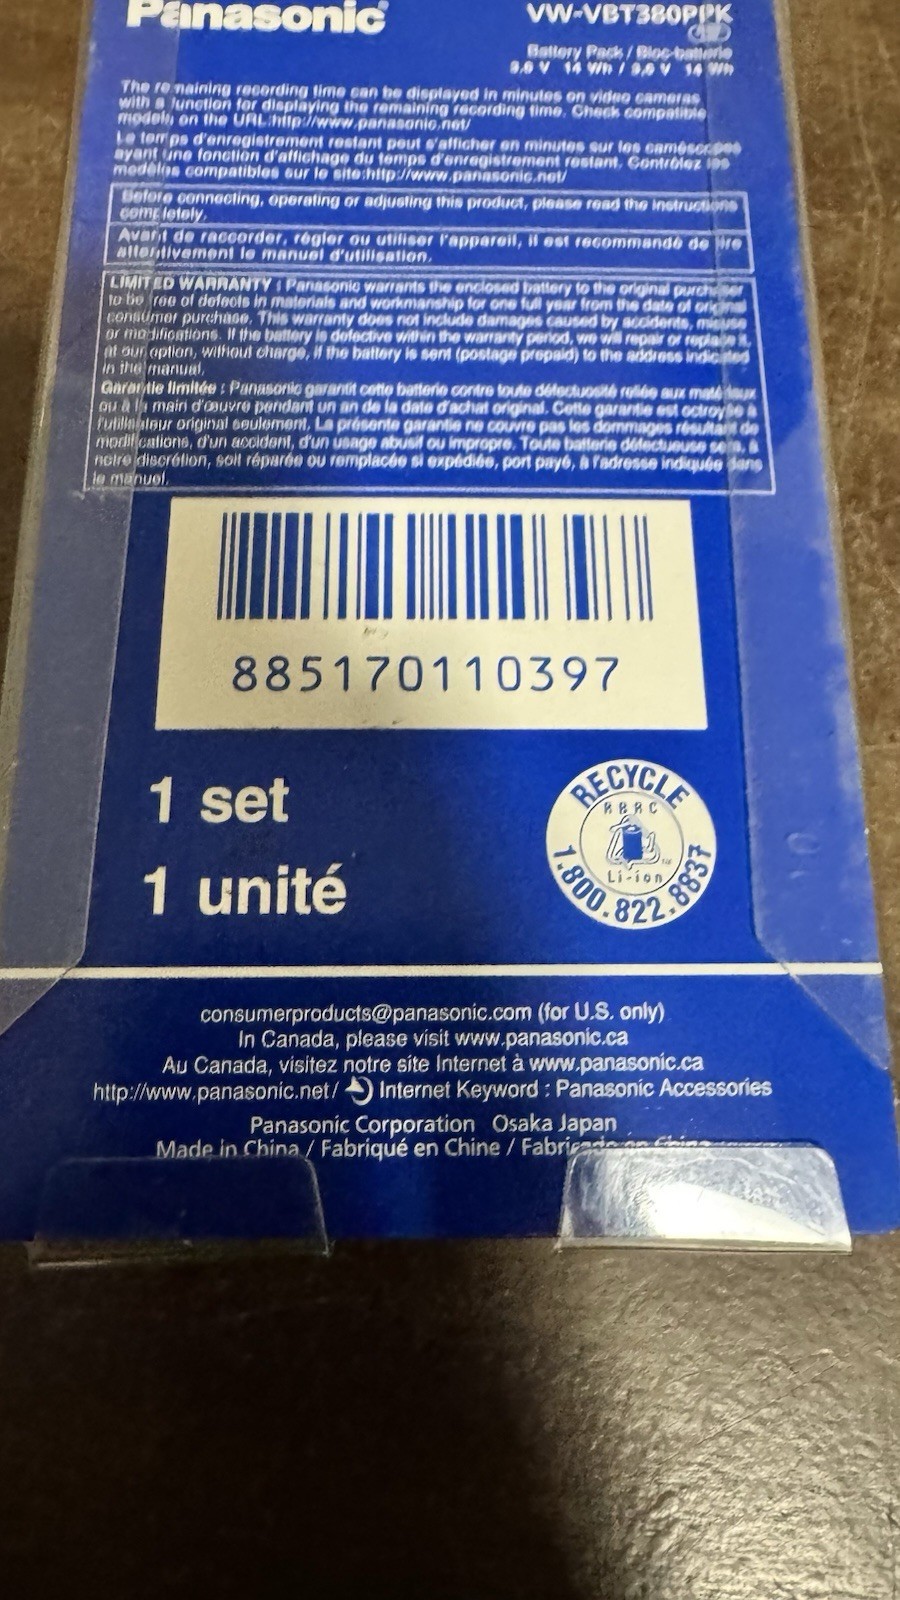 Panasonic
VW-VBT380PPK
Battery Pack / Bloc-batterie
3.6 V 14 Wh / 3,6 V 14 Wh
The remaining recording time can be displayed in minutes on video cameras
with a function for displaying the remaining recording time. Check compatible
models on the URL:http://www.panasonic.net/
Le temps d'enregistrement restant peut s'afficher en minutes sur les caméscopes
ayant une fonction d'affichage du temps d'enregistrement restant. Contrôlez les
modèles compatibles sur le site:http://www.panasonic.net/
Before connecting, operating or adjusting this product, please read the instructions
completely.
Avant de raccorder, régler ou utiliser l'appareil, il est recommandé de lire
attentivement le manuel d'utilisation.
LIMITED WARRANTY : Panasonic warrants the enclosed battery to the original purchaser
to be free of defects in materials and workmanship for one full year from the date of original
consumer purchase. This warranty does not include damages caused by accidents, misuse
or modifications. If the battery is defective within the warranty period, we will repair or replace it,
at our option, without charge, if the battery is sent (postage prepaid) to the address indicated
in the manual.
Garantie limitée : Panasonic garantit cette batterie contre toute défectuosité reliée aux matériaux
ou à la main d'œuvre pendant un an de la date d'achat original. Cette garantie est octroyée à
l'utilisateur original seulement. La présente garantie ne couvre pas les dommages résultant de
modifications, d'un accident, d'un usage abusif ou impropre. Toute batterie défectueuse sera, à
notre discrétion, soit réparée ou remplacée si expédiée, port payé, à l'adresse indiquée dans
le manuel.
885170110397
1 set
1 unité
RECYCLE
RBRC
Li-ion
TM
1.800.822.8837
consumerproducts@panasonic.com (for U.S. only)
In Canada, please visit www.panasonic.ca
Au Canada, visitez notre site Internet à www.panasonic.ca
http://www.panasonic.net/ Internet Keyword : Panasonic Accessories
Panasonic Corporation Osaka Japan
Made in China / Fabriqué en Chine / Fabricado en China